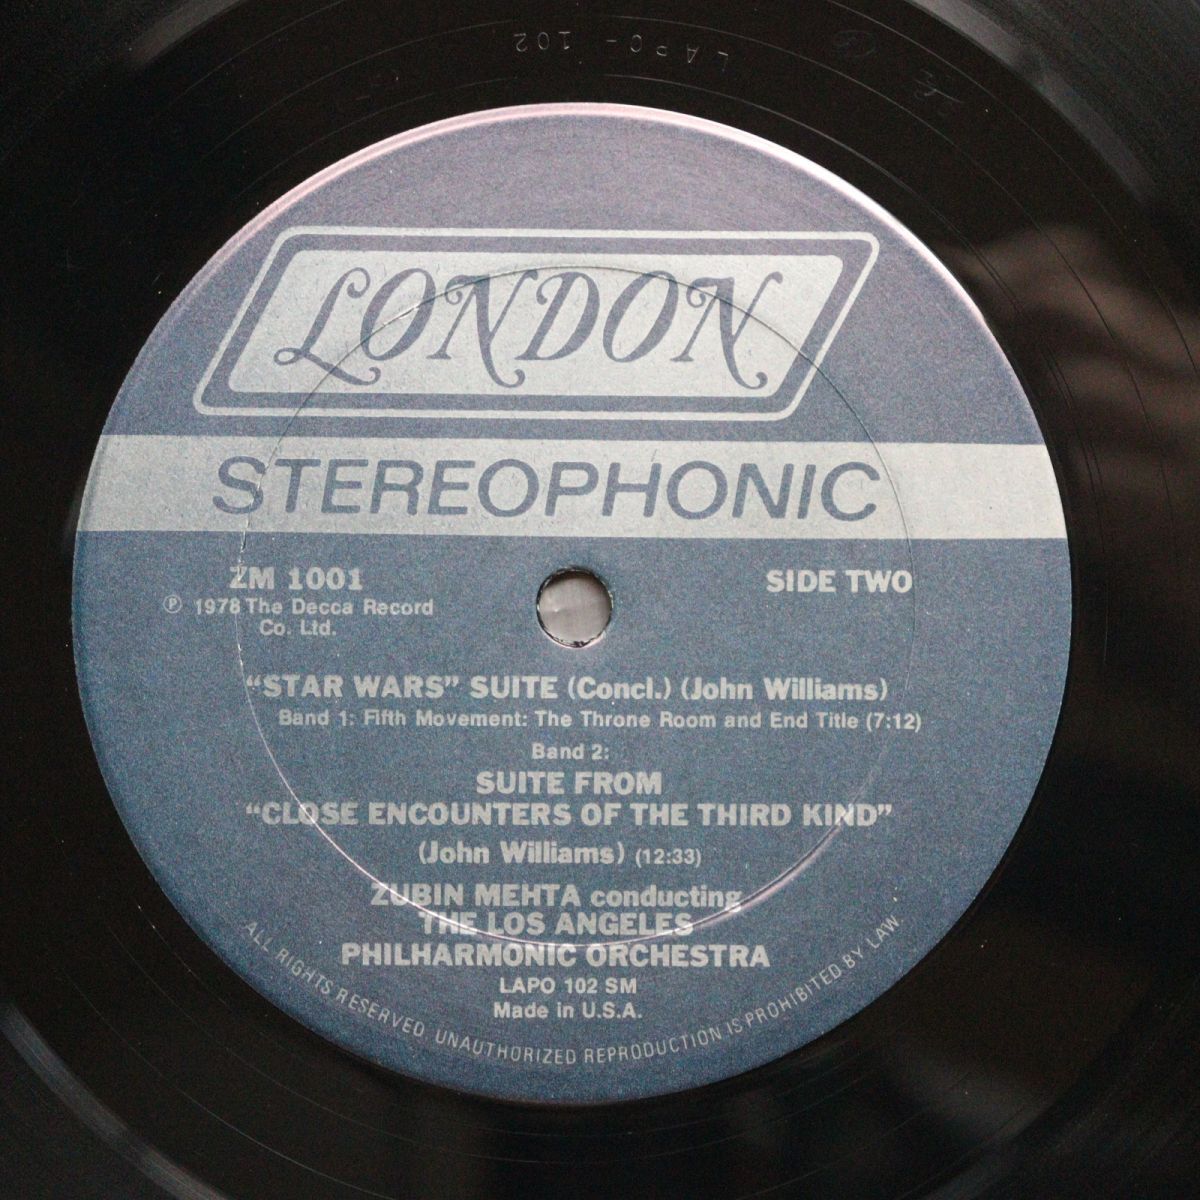 LAPO-102
LONDON
STEREOPHONIC
ZM 1001
SIDE TWO
℗ 1978 The Decca Record
Co. Ltd.
“STAR WARS” SUITE (Concl.) (John Williams)
Band 1: Fifth Movement: The Throne Room and End Title (7:12)
Band 2:
SUITE FROM
“CLOSE ENCOUNTERS OF THE THIRD KIND”
(John Williams) (12:33)
ZUBIN MEHTA conducting
THE LOS ANGELES
PHILHARMONIC ORCHESTRA
LAPO 102 SM
Made in U.S.A.
ALL RIGHTS RESERVED UNAUTHORIZED REPRODUCTION IS PROHIBITED BY LAW